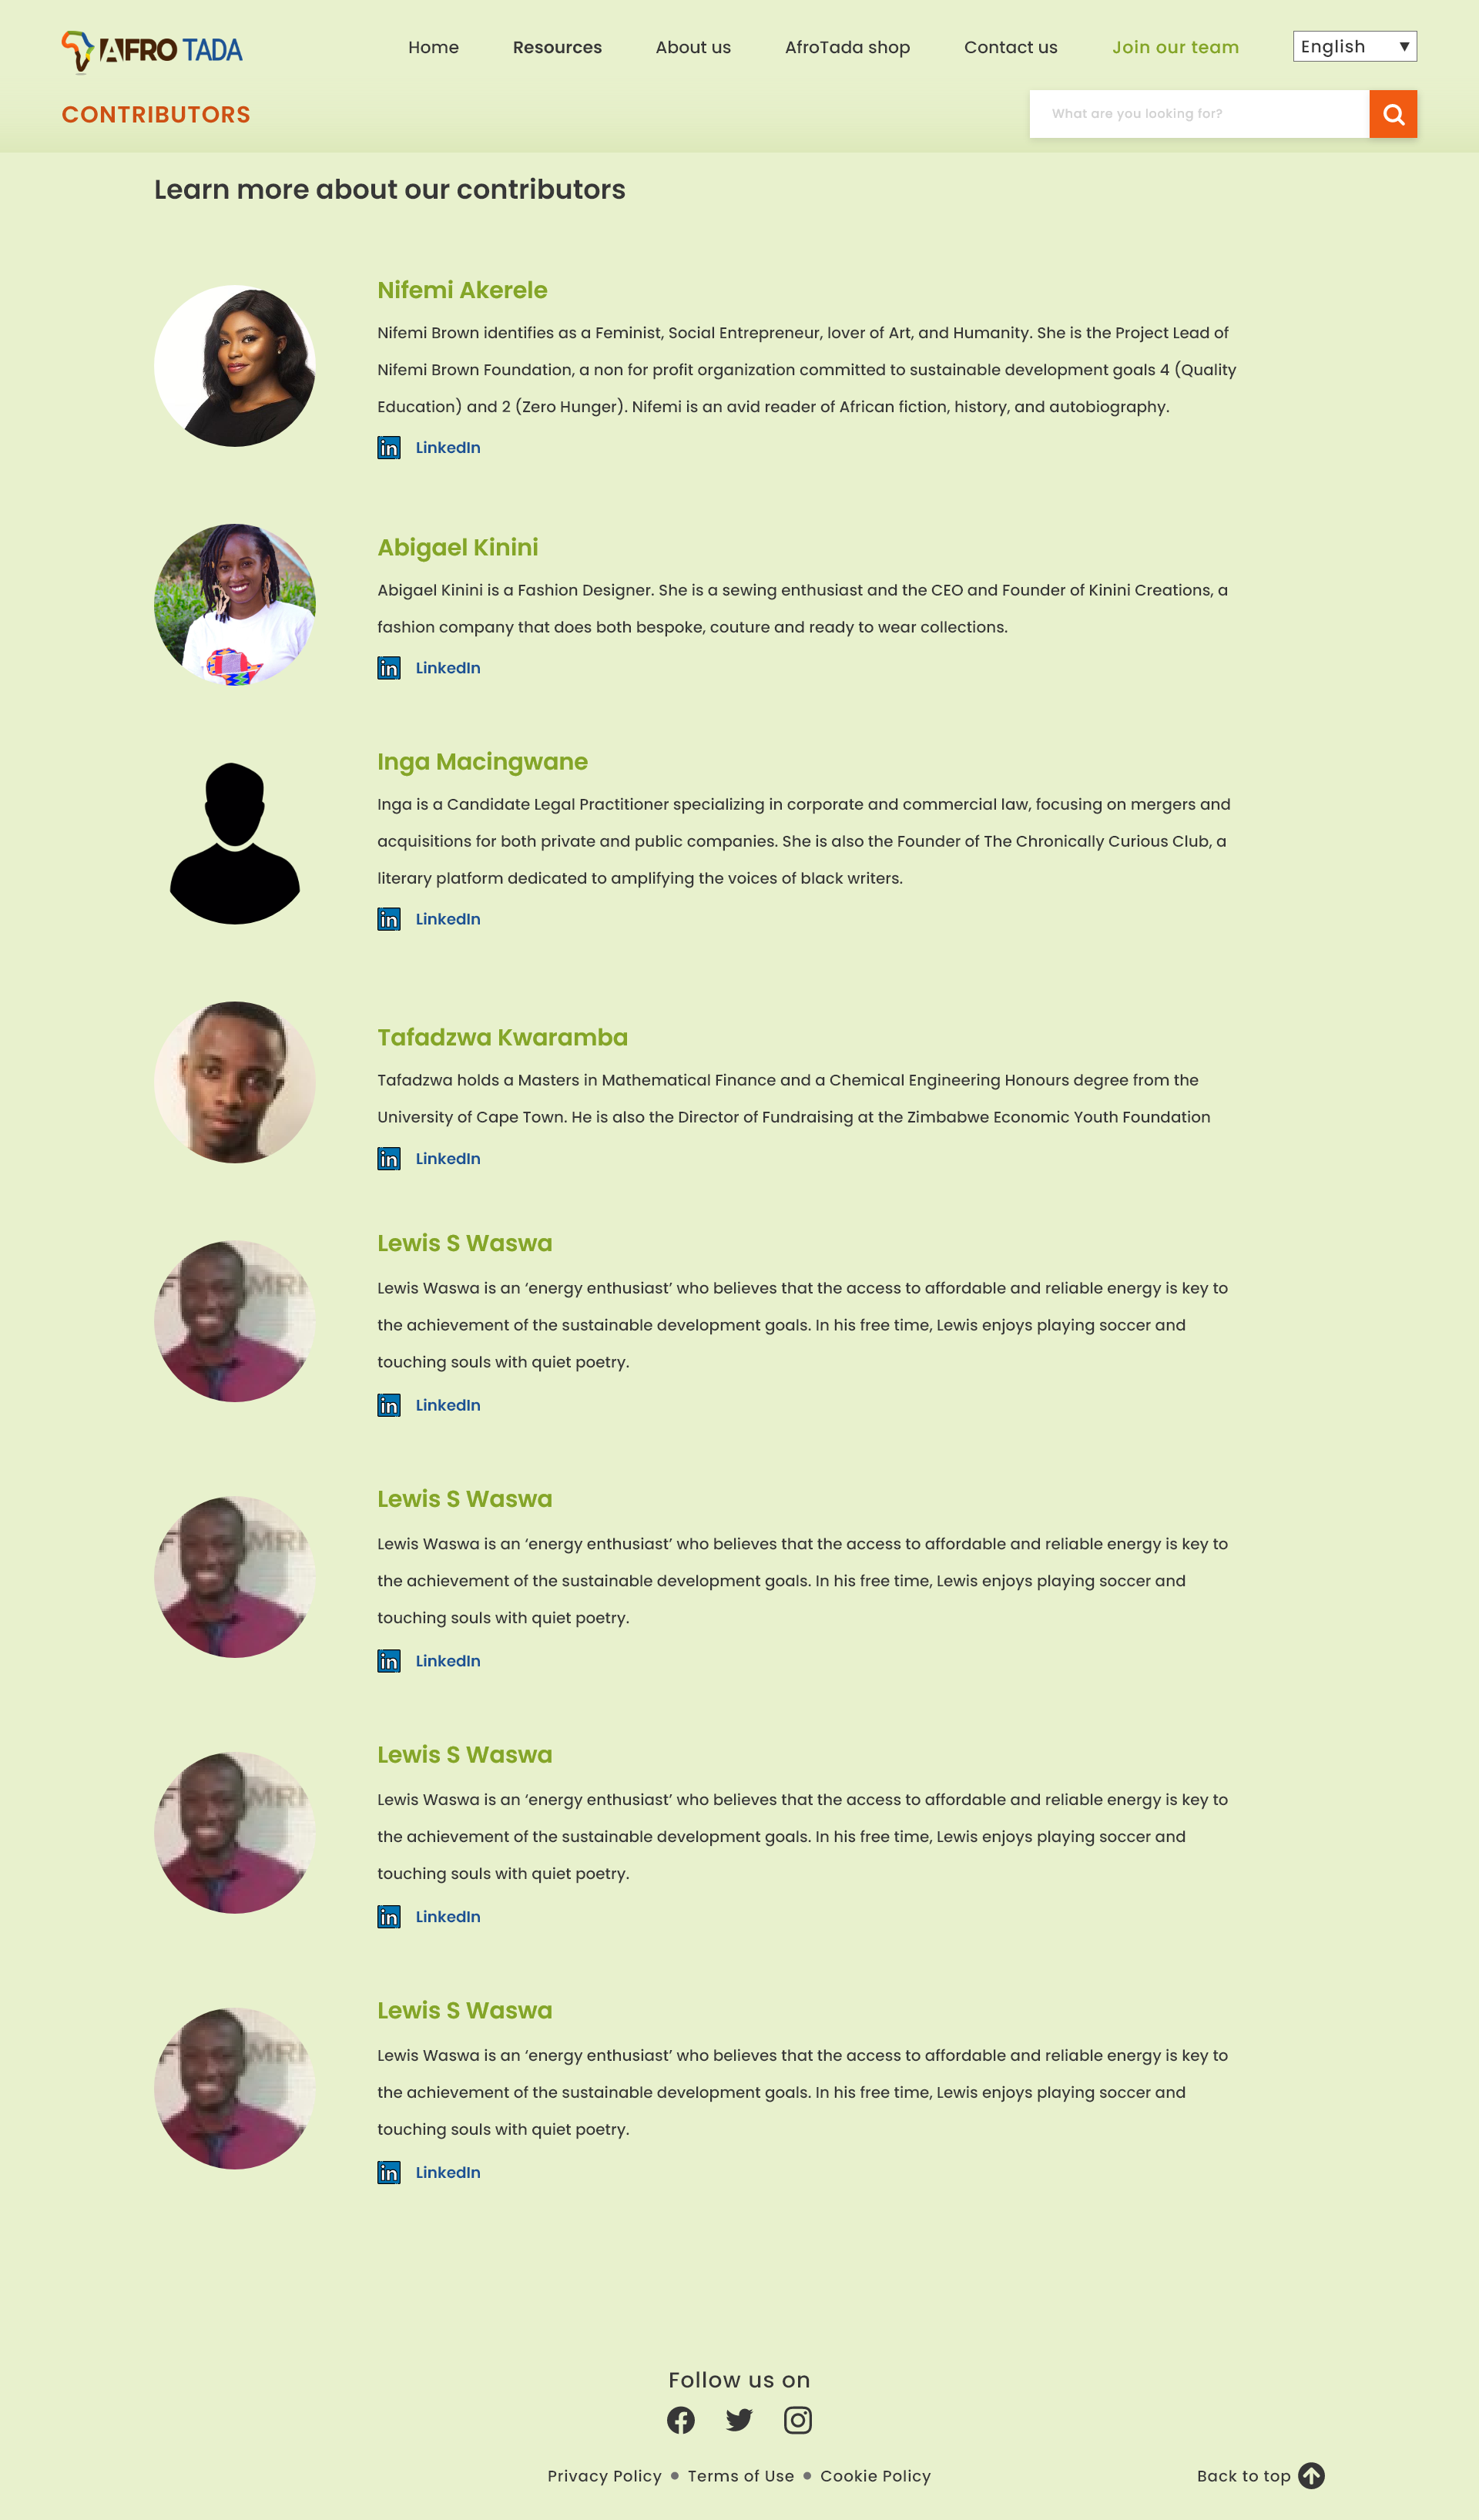 AFRO TADA
Home
Resources
About us
AfroTada shop
Contact us
Join our team
English
CONTRIBUTORS
What are you looking for?
Learn more about our contributors
Nifemi Akerele
Nifemi Brown identifies as a Feminist, Social Entrepreneur, lover of Art, and Humanity. She is the Project Lead of
Nifemi Brown Foundation, a non for profit organization committed to sustainable development goals 4 (Quality
Education) and 2 (Zero Hunger). Nifemi is an avid reader of African fiction, history, and autobiography.
in LinkedIn
Abigael Kinini
Abigael Kinini is a Fashion Designer. She is a sewing enthusiast and the CEO and Founder of Kinini Creations, a
fashion company that does both bespoke, couture and ready to wear collections.
in LinkedIn
Inga Macingwane
Inga is a Candidate Legal Practitioner specializing in corporate and commercial law, focusing on mergers and
acquisitions for both private and public companies. She is also the Founder of The Chronically Curious Club, a
literary platform dedicated to amplifying the voices of black writers.
in LinkedIn
Tafadzwa Kwaramba
Tafadzwa holds a Masters in Mathematical Finance and a Chemical Engineering Honours degree from the
University of Cape Town. He is also the Director of Fundraising at the Zimbabwe Economic Youth Foundation
in LinkedIn
Lewis S Waswa
Lewis Waswa is an ‘energy enthusiast’ who believes that the access to affordable and reliable energy is key to
the achievement of the sustainable development goals. In his free time, Lewis enjoys playing soccer and
touching souls with quiet poetry.
in LinkedIn
Lewis S Waswa
Lewis Waswa is an ‘energy enthusiast’ who believes that the access to affordable and reliable energy is key to
the achievement of the sustainable development goals. In his free time, Lewis enjoys playing soccer and
touching souls with quiet poetry.
in LinkedIn
Lewis S Waswa
Lewis Waswa is an ‘energy enthusiast’ who believes that the access to affordable and reliable energy is key to
the achievement of the sustainable development goals. In his free time, Lewis enjoys playing soccer and
touching souls with quiet poetry.
in LinkedIn
Lewis S Waswa
Lewis Waswa is an ‘energy enthusiast’ who believes that the access to affordable and reliable energy is key to
the achievement of the sustainable development goals. In his free time, Lewis enjoys playing soccer and
touching souls with quiet poetry.
in LinkedIn
Follow us on
Privacy Policy • Terms of Use • Cookie Policy
Back to top